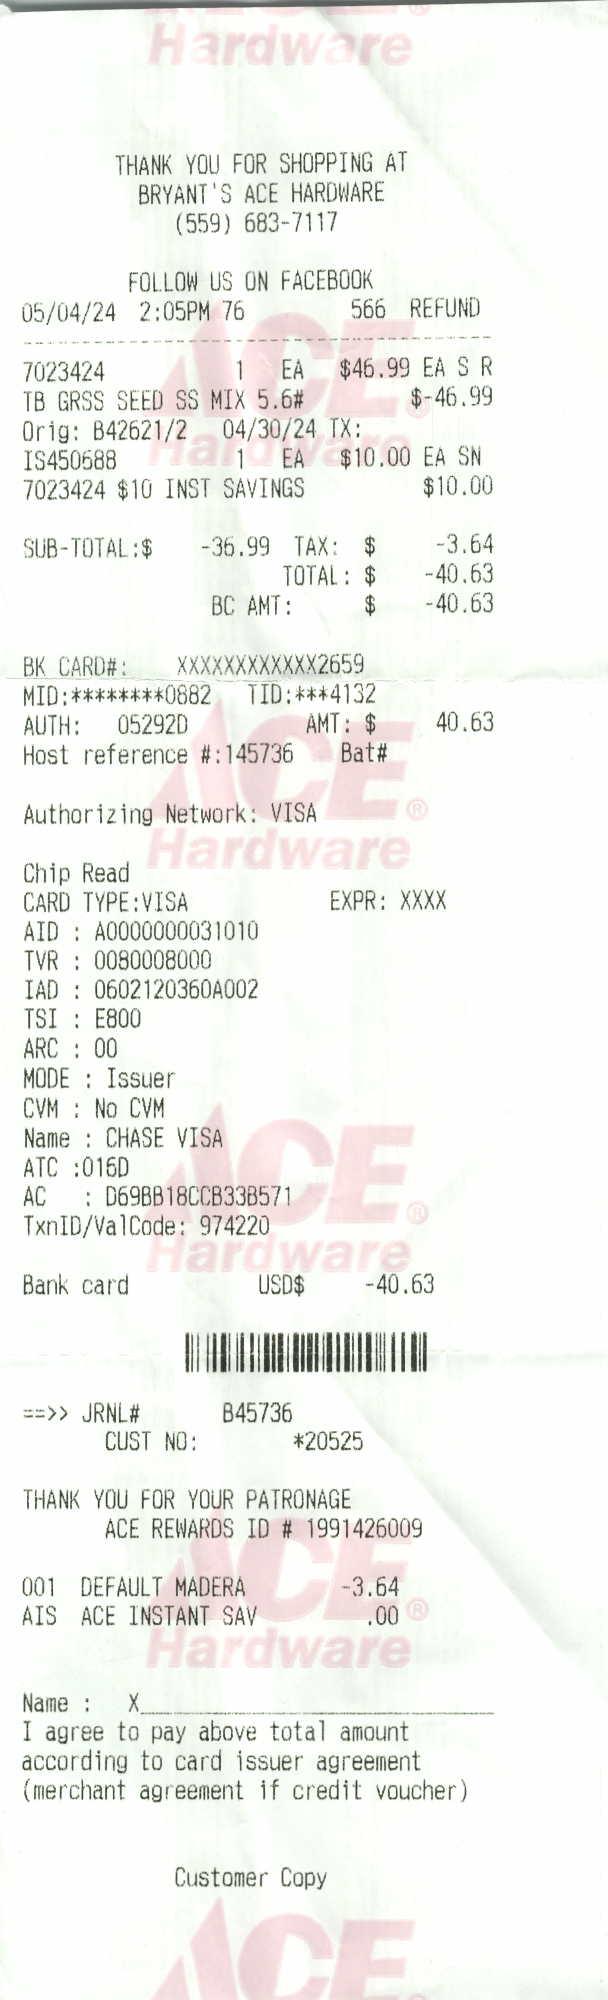 ACE
Hardware
THANK YOU FOR SHOPPING AT
BRYANT'S ACE HARDWARE
(559) 683-7117
FOLLOW US ON FACEBOOK
05/04/24 2:05PM 76 566 REFUND
7023424 1 EA $46.99 EA S R
TB GRSS SEED SS MIX 5.6# $-46.99
Orig: B42621/2 04/30/24 TX:
IS450688 1 EA $10.00 EA SN
7023424 $10 INST SAVINGS $10.00
SUB-TOTAL:$ -36.99 TAX: $ -3.64
TOTAL: $ -40.63
BC AMT: $ -40.63
BK CARD#: XXXXXXXXXXXX2659
MID:********0882 TID:***4132
AUTH: 05292D AMT: $ 40.63
Host reference #:145736 Bat#
Authorizing Network: VISA
Chip Read
CARD TYPE:VISA EXPR: XXXX
AID : A0000000031010
TVR : 0080008000
IAD : 0602120360A002
TSI : E800
ARC : 00
MODE : Issuer
CVM : No CVM
Name : CHASE VISA
ATC :016D
AC : D69BB18CCB33B571
TxnID/ValCode: 974220
Bank card USD$ -40.63
==>> JRNL# B45736
CUST NO: *20525
THANK YOU FOR YOUR PATRONAGE
ACE REWARDS ID # 1991426009
001 DEFAULT MADERA -3.64
AIS ACE INSTANT SAV .00
Name : X
I agree to pay above total amount
according to card issuer agreement
(merchant agreement if credit voucher)
Customer Copy
ACE